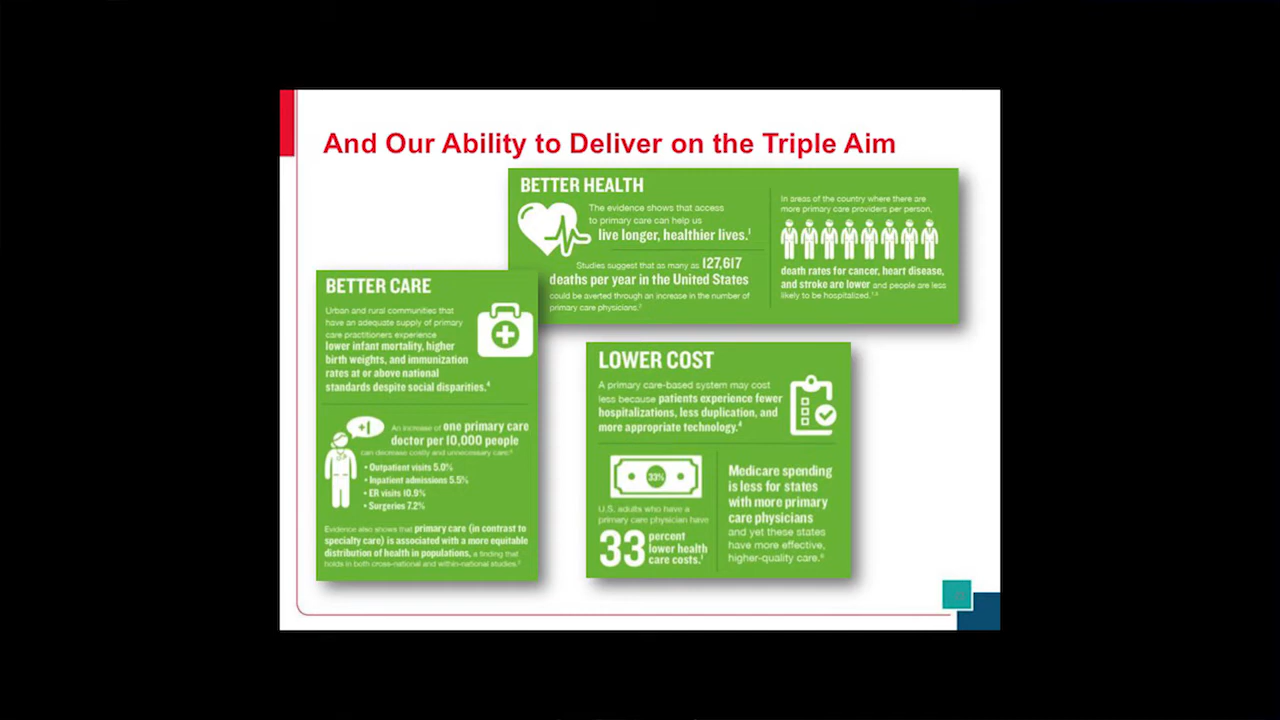 And Our Ability to Deliver on the Triple Aim
BETTER HEALTH
The evidence shows that access
to primary care can help us
live longer, healthier lives.¹
Studies suggest that as many as 127,617
deaths per year in the United States
could be averted through an increase in the number of
primary care physicians.²
In areas of the country where there are
more primary care providers per person,
death rates for cancer, heart disease,
and stroke are lower and people are less
likely to be hospitalized.
BETTER CARE
Urban and rural communities that
have an adequate supply of primary
care practitioners experience
lower infant mortality, higher
birth weights, and immunization
rates at or above national
standards despite social disparities.⁴
+1
An increase of one primary care
doctor per 10,000 people
can decrease costly and unnecessary care:
• Outpatient visits 5.0%
• Inpatient admissions 5.5%
• ER visits 10.9%
• Surgeries 7.2%
Evidence also shows that primary care (in contrast to
specialty care) is associated with a more equitable
distribution of health in populations, a finding that
holds in both cross-national and within-national studies.
LOWER COST
A primary care-based system may cost
less because patients experience fewer
hospitalizations, less duplication, and
more appropriate technology.⁴
33%
U.S. adults who have a
primary care physician have
33 percent
lower health
care costs.¹
Medicare spending
is less for states
with more primary
care physicians
and yet these states
have more effective,
higher-quality care.